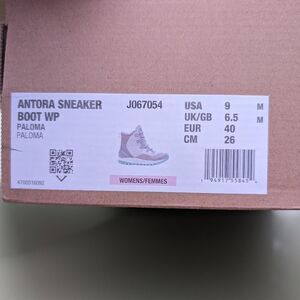 ANTORA SNEAKER J067054 USA 9 M
BOOT WP UK/GB 6.5 M
PALOMA EUR 40
PALOMA CM 26
WOMENS/FEMMES